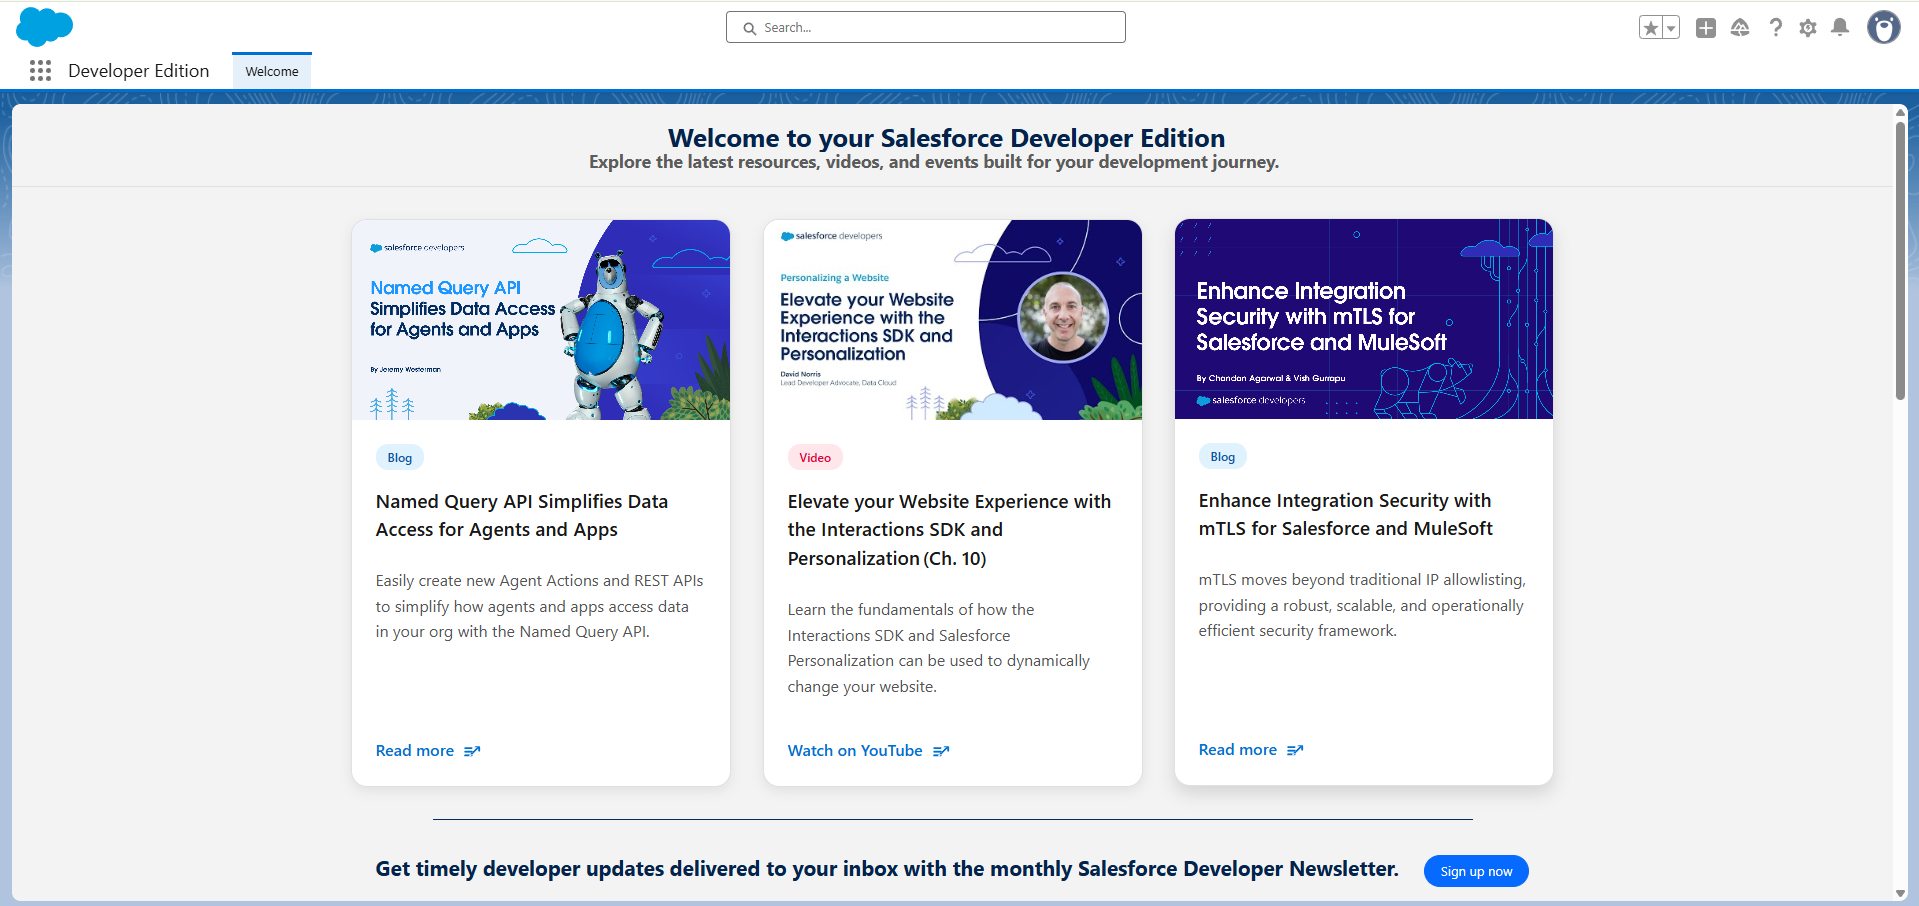 Search...
Developer Edition
Welcome
Welcome to your Salesforce Developer Edition
Explore the latest resources, videos, and events built for your development journey.
salesforce developers
Named Query API
Simplifies Data Access
for Agents and Apps
By Jeremy Westerman
Blog
Named Query API Simplifies Data
Access for Agents and Apps
Easily create new Agent Actions and REST APIs
to simplify how agents and apps access data
in your org with the Named Query API.
Read more
salesforce developers
Personalizing a Website
Elevate your Website
Experience with the
Interactions SDK and
Personalization
David Norris
Lead Developer Advocate, Data Cloud
Video
Elevate your Website Experience with
the Interactions SDK and
Personalization (Ch. 10)
Learn the fundamentals of how the
Interactions SDK and Salesforce
Personalization can be used to dynamically
change your website.
Watch on YouTube
Enhance Integration
Security with mTLS for
Salesforce and MuleSoft
By Chandan Agarwal & Vish Gurrapu
salesforce developers
Blog
Enhance Integration Security with
mTLS for Salesforce and MuleSoft
mTLS moves beyond traditional IP allowlisting,
providing a robust, scalable, and operationally
efficient security framework.
Read more
Get timely developer updates delivered to your inbox with the monthly Salesforce Developer Newsletter.
Sign up now